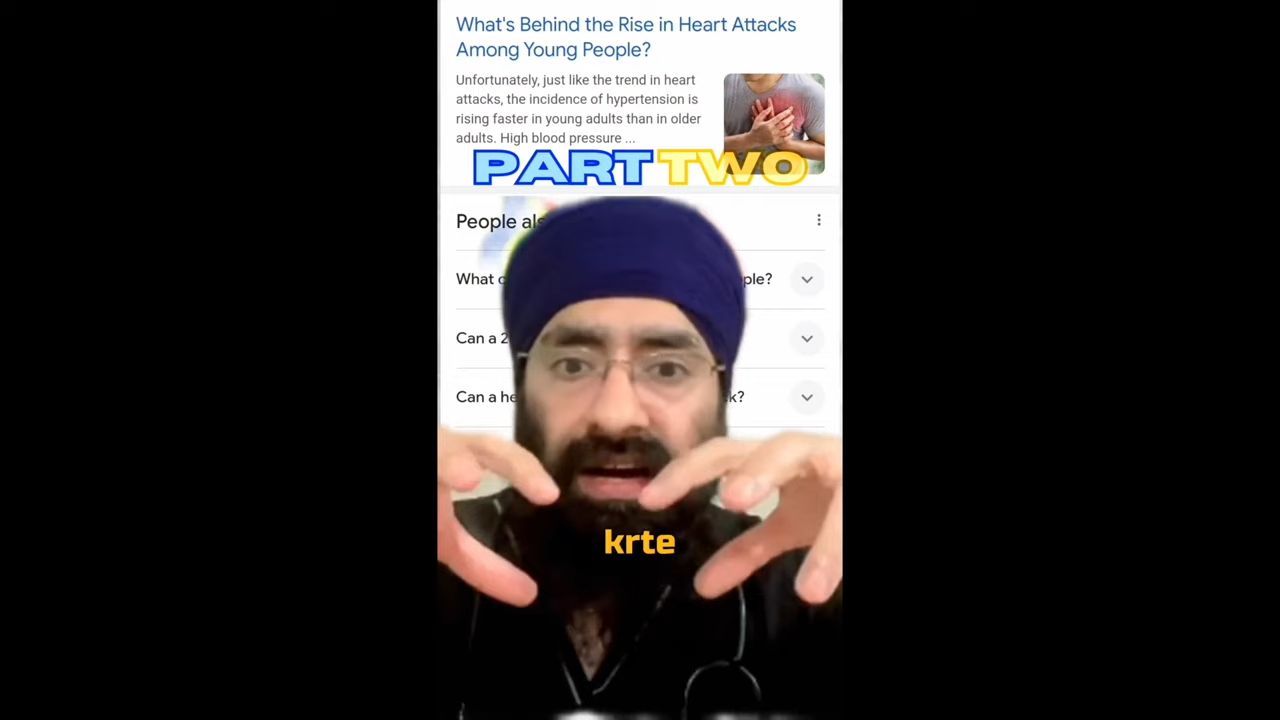 What's Behind the Rise in Heart Attacks
Among Young People?
Unfortunately, just like the trend in heart
attacks, the incidence of hypertension is
rising faster in young adults than in older
adults. High blood pressure ...
PART TWO
People als
What ple?
Can a 2
Can a he k?
krte